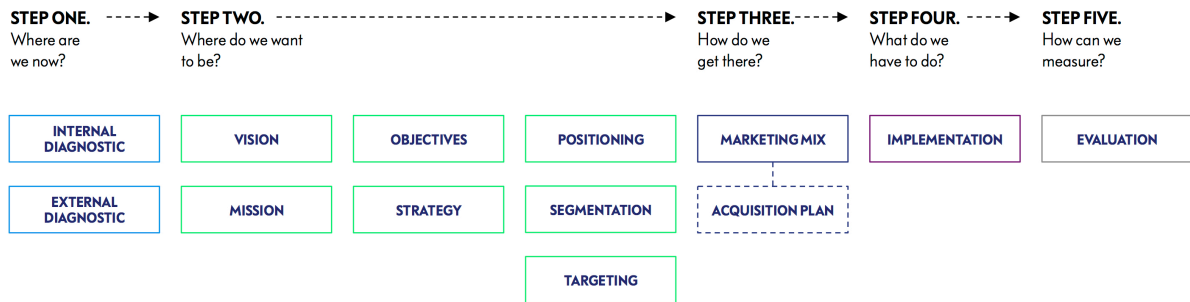 STEP ONE.
Where are
we now?
STEP TWO.
Where do we want
to be?
STEP THREE.
How do we
get there?
STEP FOUR.
What do we
have to do?
STEP FIVE.
How can we
measure?
INTERNAL
DIAGNOSTIC
VISION
OBJECTIVES
POSITIONING
MARKETING MIX
IMPLEMENTATION
EVALUATION
EXTERNAL
DIAGNOSTIC
MISSION
STRATEGY
SEGMENTATION
ACQUISITION PLAN
TARGETING